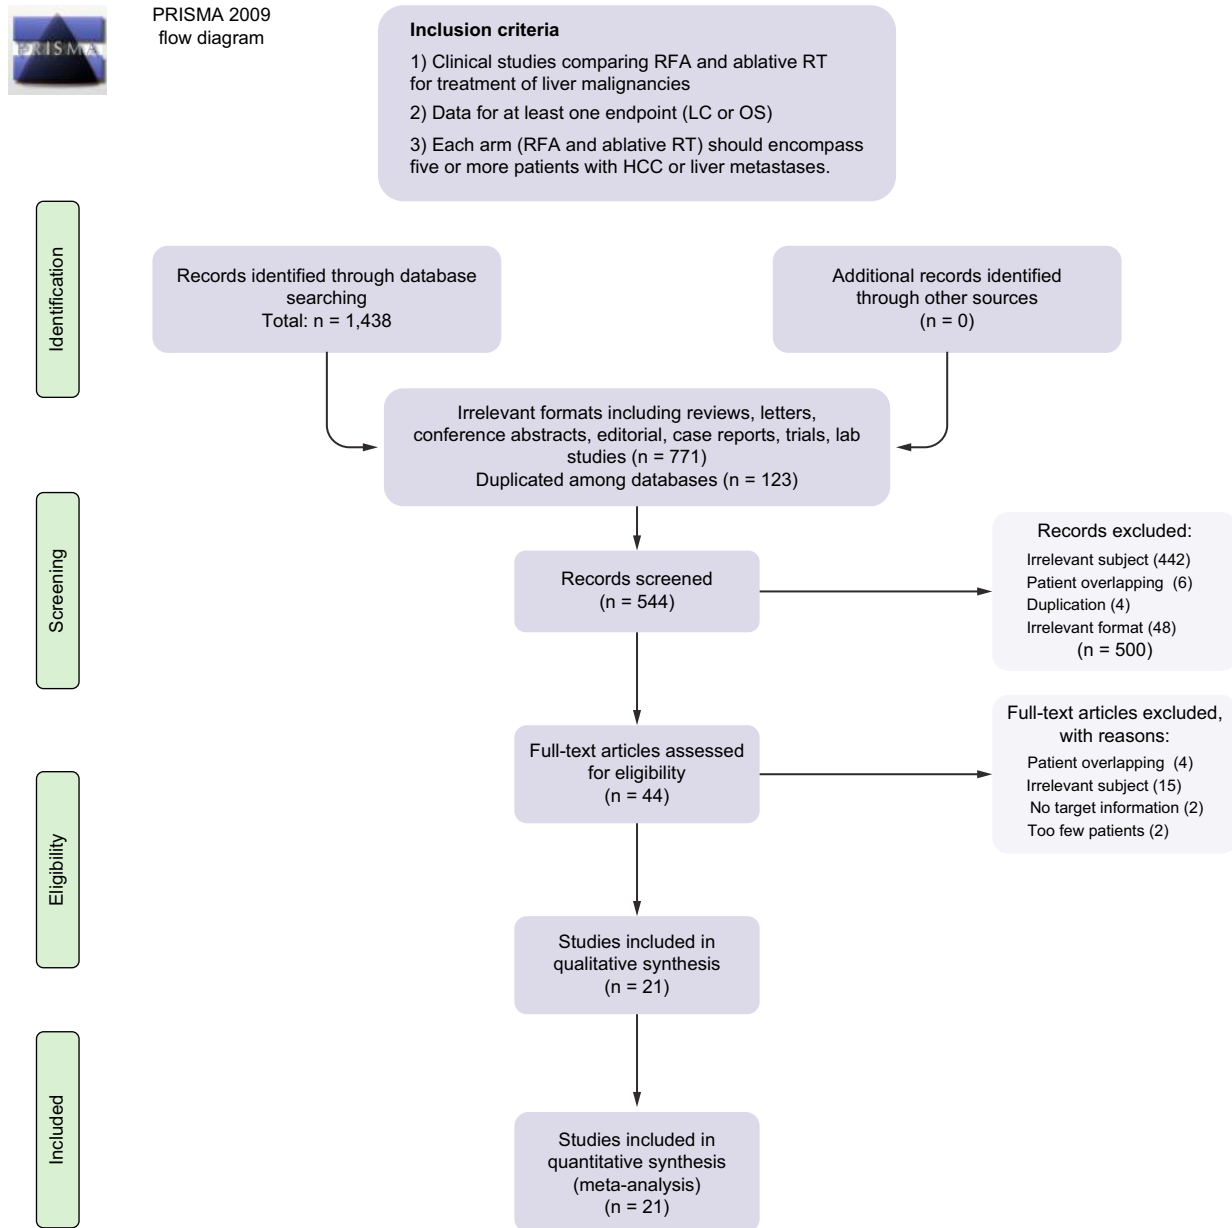 PRISMA
PRISMA 2009
flow diagram
Inclusion criteria
1) Clinical studies comparing RFA and ablative RT
for treatment of liver malignancies
2) Data for at least one endpoint (LC or OS)
3) Each arm (RFA and ablative RT) should encompass
five or more patients with HCC or liver metastases.
Identification
Records identified through database
searching
Total: n = 1,438
Additional records identified
through other sources
(n = 0)
Irrelevant formats including reviews, letters,
conference abstracts, editorial, case reports, trials, lab
studies (n = 771)
Duplicated among databases (n = 123)
Screening
Records screened
(n = 544)
Records excluded:
Irrelevant subject (442)
Patient overlapping (6)
Duplication (4)
Irrelevant format (48)
(n = 500)
Eligibility
Full-text articles assessed
for eligibility
(n = 44)
Full-text articles excluded,
with reasons:
Patient overlapping (4)
Irrelevant subject (15)
No target information (2)
Too few patients (2)
Studies included in
qualitative synthesis
(n = 21)
Included
Studies included in
quantitative synthesis
(meta-analysis)
(n = 21)